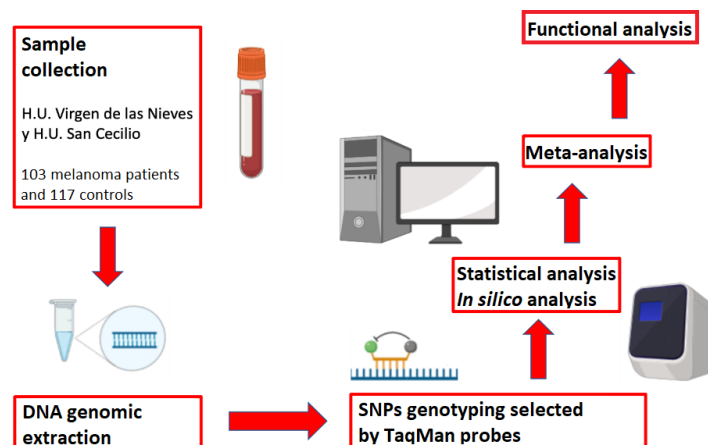 Sample
collection
H.U. Virgen de las Nieves
y H.U. San Cecilio
103 melanoma patients
and 117 controls
DNA genomic
extraction
SNPs genotyping selected
by TaqMan probes
Statistical analysis
In silico analysis
Meta-analysis
Functional analysis